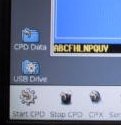 CPD Data
ABCFHLNPQUV
USB Drive
Start CPD Stop CPD CPX